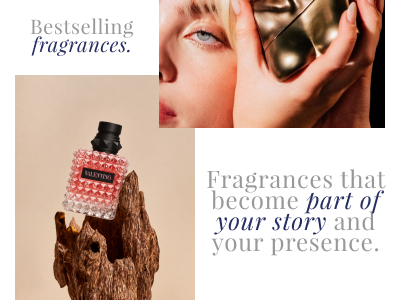 Bestselling
fragrances.
VALENTINO
Fragrances that
become part of
your story and
your presence.